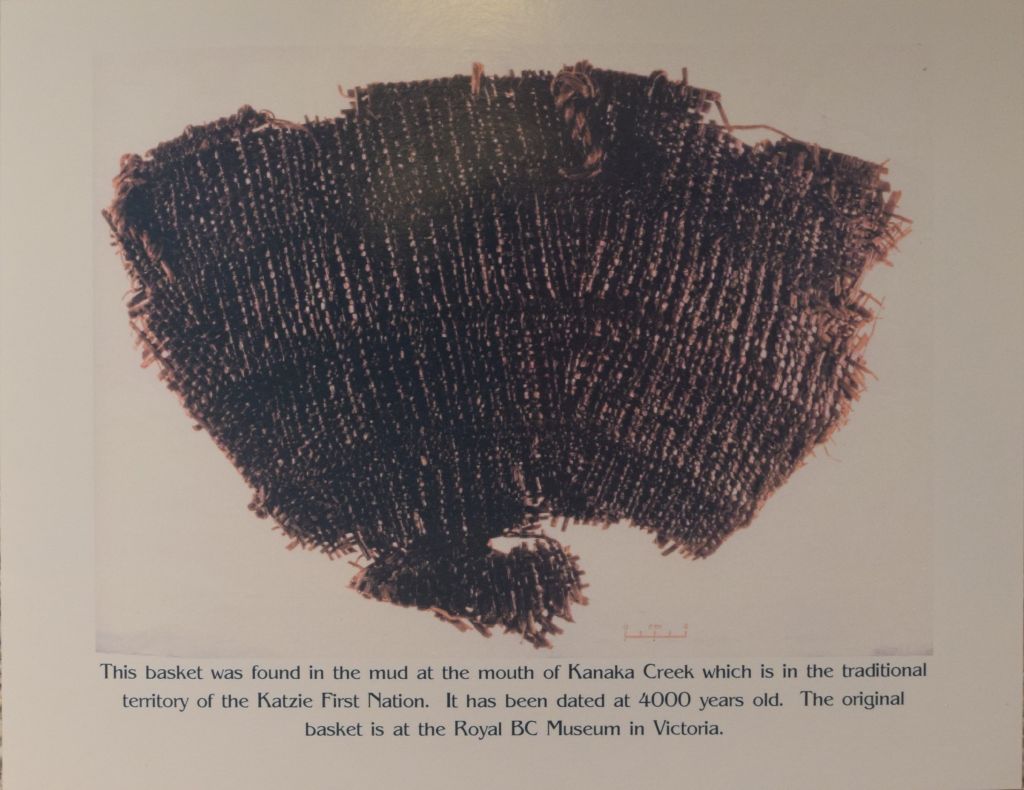 This basket was found in the mud at the mouth of Kanaka Creek which is in the traditional
territory of the Katzie First Nation. It has been dated at 4000 years old. The original
basket is at the Royal BC Museum in Victoria.